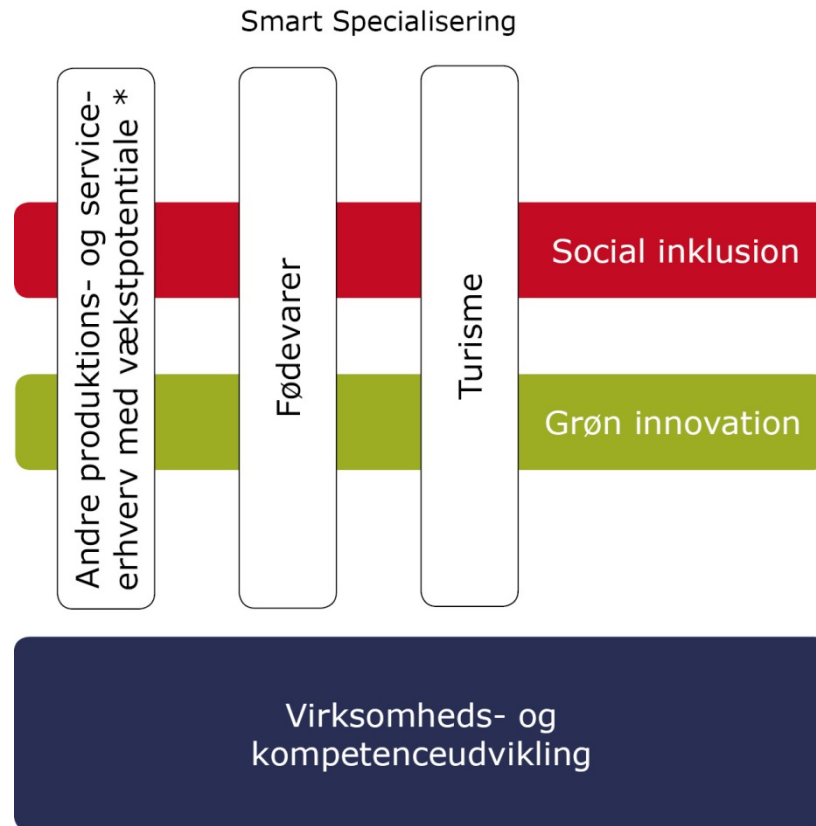 Smart Specialisering
Andre produktions- og service-
erhverv med vækstpotentiale *
Fødevarer
Turisme
Social inklusion
Grøn innovation
Virksomheds- og
kompetenceudvikling